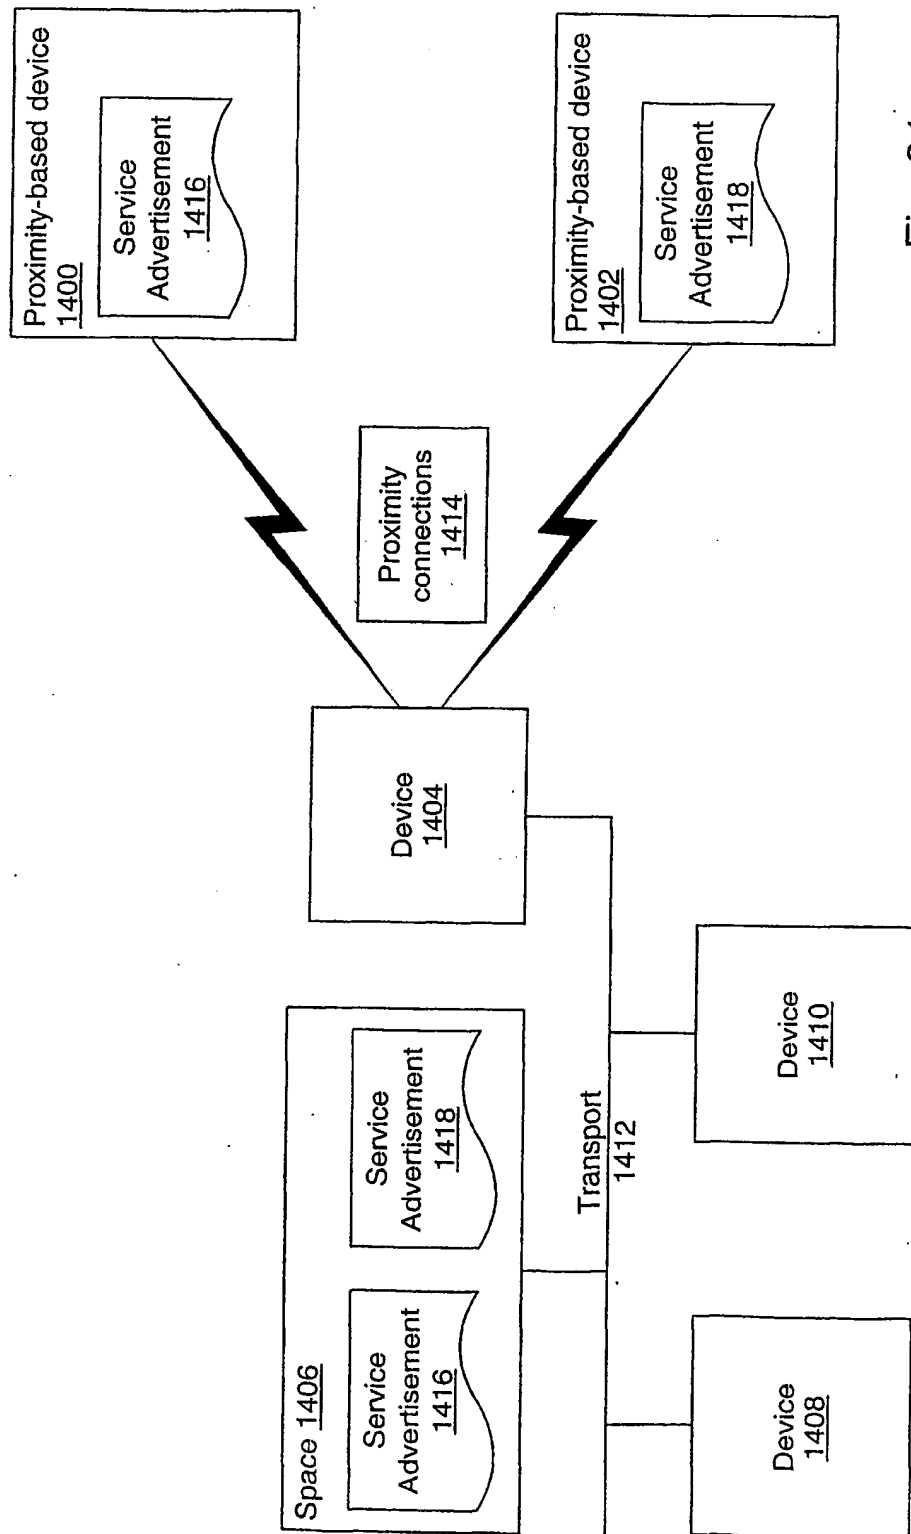 Proximity-based device
1400
Service
Advertisement
1416
Proximity-based device
1402
Service
Advertisement
1418
Proximity
connections
1414
Device
1404
Space 1406
Service
Advertisement
1416
Service
Advertisement
1418
Transport
1412
Device
1408
Device
1410